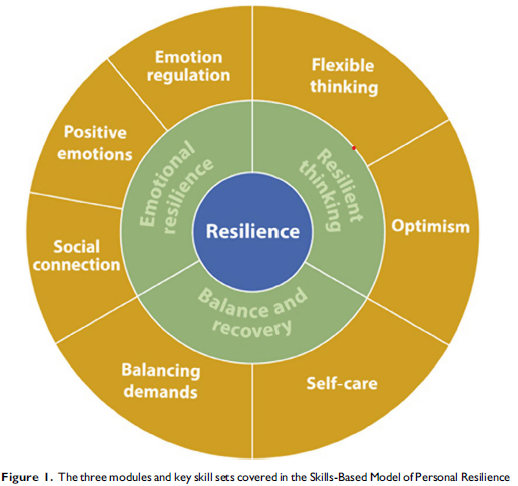 Emotion
regulation
Flexible
thinking
Positive
emotions
Emotional
resilience
Resilient
thinking
Resilience
Optimism
Social
connection
Balance and
recovery
Balancing
demands
Self-care
Figure 1. The three modules and key skill sets covered in the Skills-Based Model of Personal Resilience